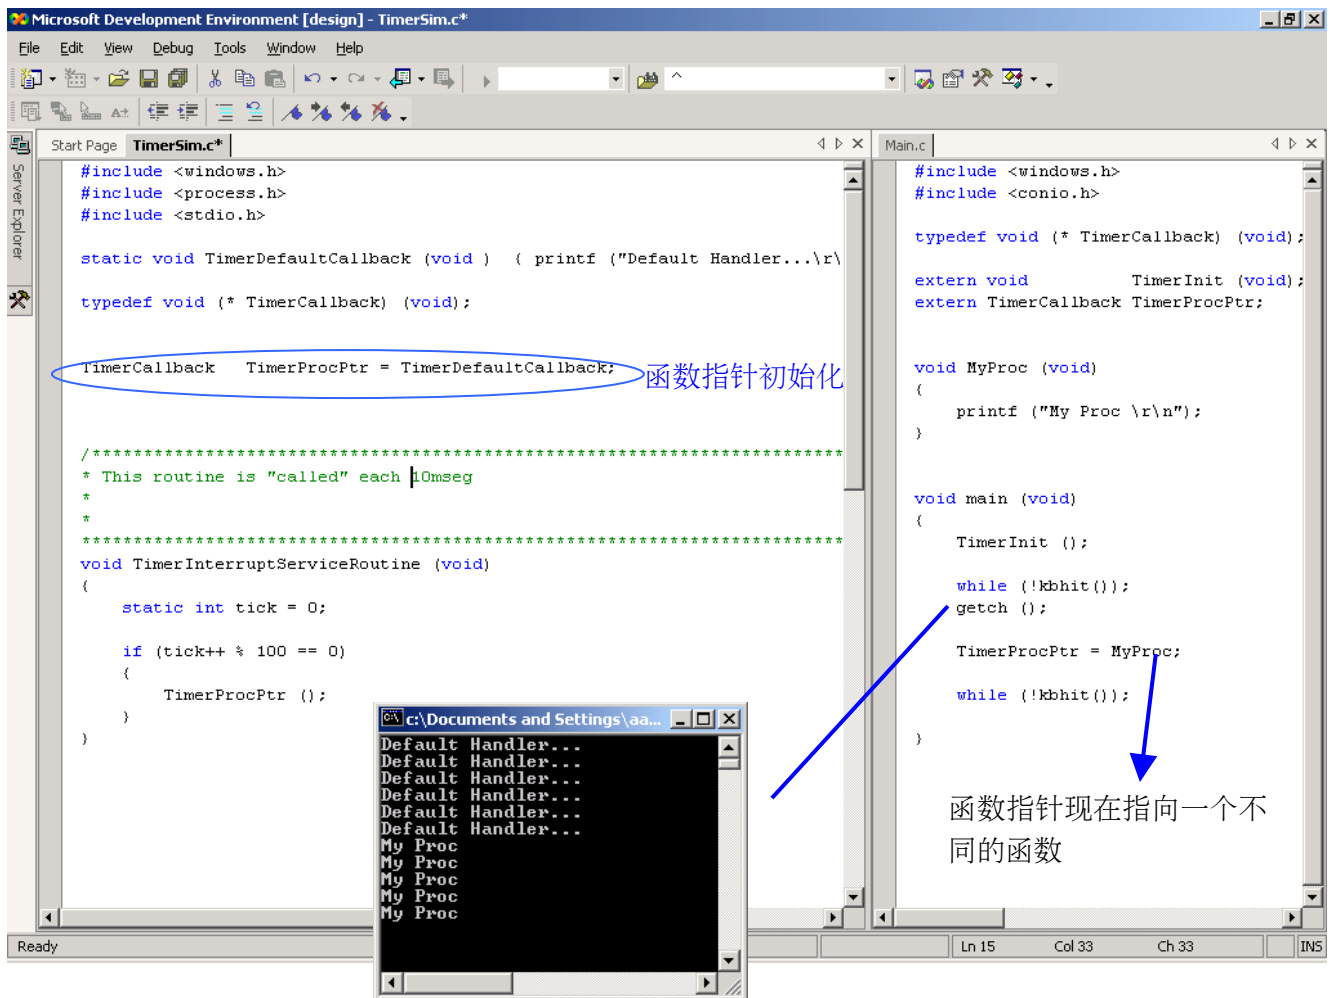 Microsoft Development Environment [design] - TimerSim.c*
File Edit View Debug Tools Window Help
^
Server Explorer
Start Page TimerSim.c*
#include <windows.h>
#include <process.h>
#include <stdio.h>
static void TimerDefaultCallback (void ) { printf ("Default Handler...\r\
typedef void (* TimerCallback) (void);
TimerCallback TimerProcPtr = TimerDefaultCallback;
函数指针初始化
/*************************************************************************
* This routine is "called" each 10mseg
*
*
**************************************************************************
void TimerInterruptServiceRoutine (void)
{
static int tick = 0;
if (tick++ % 100 == 0)
{
TimerProcPtr ();
}
}
Main.c
#include <windows.h>
#include <conio.h>
typedef void (* TimerCallback) (void);
extern void TimerInit (void);
extern TimerCallback TimerProcPtr;
void MyProc (void)
{
printf ("My Proc \r\n");
}
void main (void)
{
TimerInit ();
while (!kbhit());
getch ();
TimerProcPtr = MyProc;
while (!kbhit());
}
函数指针现在指向一个不
同的函数
c:\Documents and Settings\aa...
Default Handler...
Default Handler...
Default Handler...
Default Handler...
Default Handler...
Default Handler...
My Proc
My Proc
My Proc
My Proc
My Proc
Ready Ln 15 Col 33 Ch 33 INS